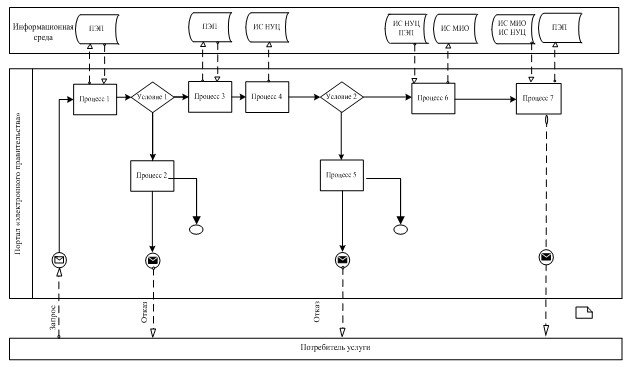 Информационная
среда
ПЭП
ПЭП
ИС НУЦ
ИС НУЦ
ПЭП
ИС МИО
ИС МИО
ИС НУЦ
ПЭП
Портал «электронного правительства»
Процесс 1
Условие 1
Процесс 3
Процесс 4
Условие 2
Процесс 6
Процесс 7
Процесс 2
Процесс 5
Запрос
Отказ
Отказ
Потребитель услуги